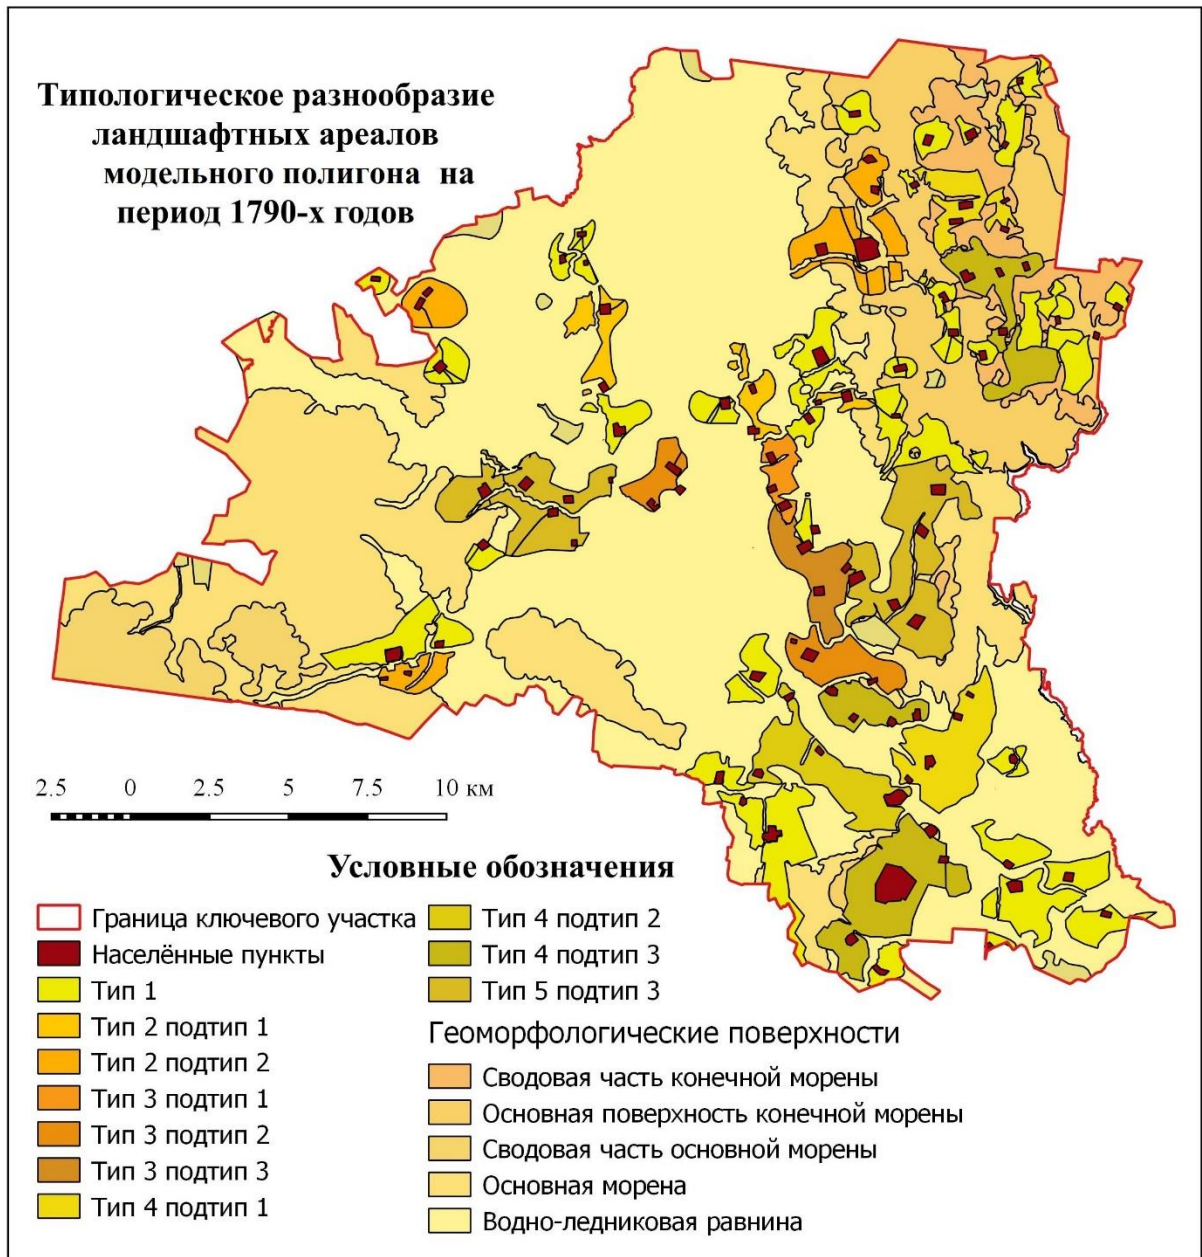 Типологическое разнообразие
ландшафтных ареалов
модельного полигона на
период 1790-х годов
2.5 0 2.5 5 7.5 10 км
Условные обозначения
Граница ключевого участка
Населённые пункты
Тип 1
Тип 2 подтип 1
Тип 2 подтип 2
Тип 3 подтип 1
Тип 3 подтип 2
Тип 3 подтип 3
Тип 4 подтип 1
Тип 4 подтип 2
Тип 4 подтип 3
Тип 5 подтип 3
Геоморфологические поверхности
Сводовая часть конечной морены
Основная поверхность конечной морены
Сводовая часть основной морены
Основная морена
Водно-ледниковая равнина